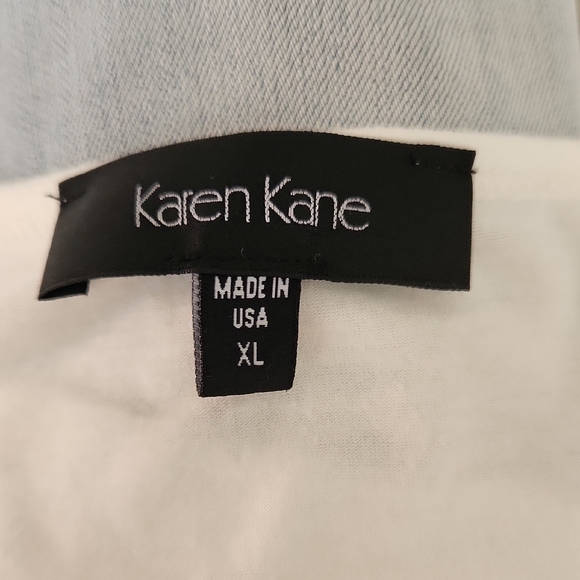 Karen Kane
MADE IN
USA
XL